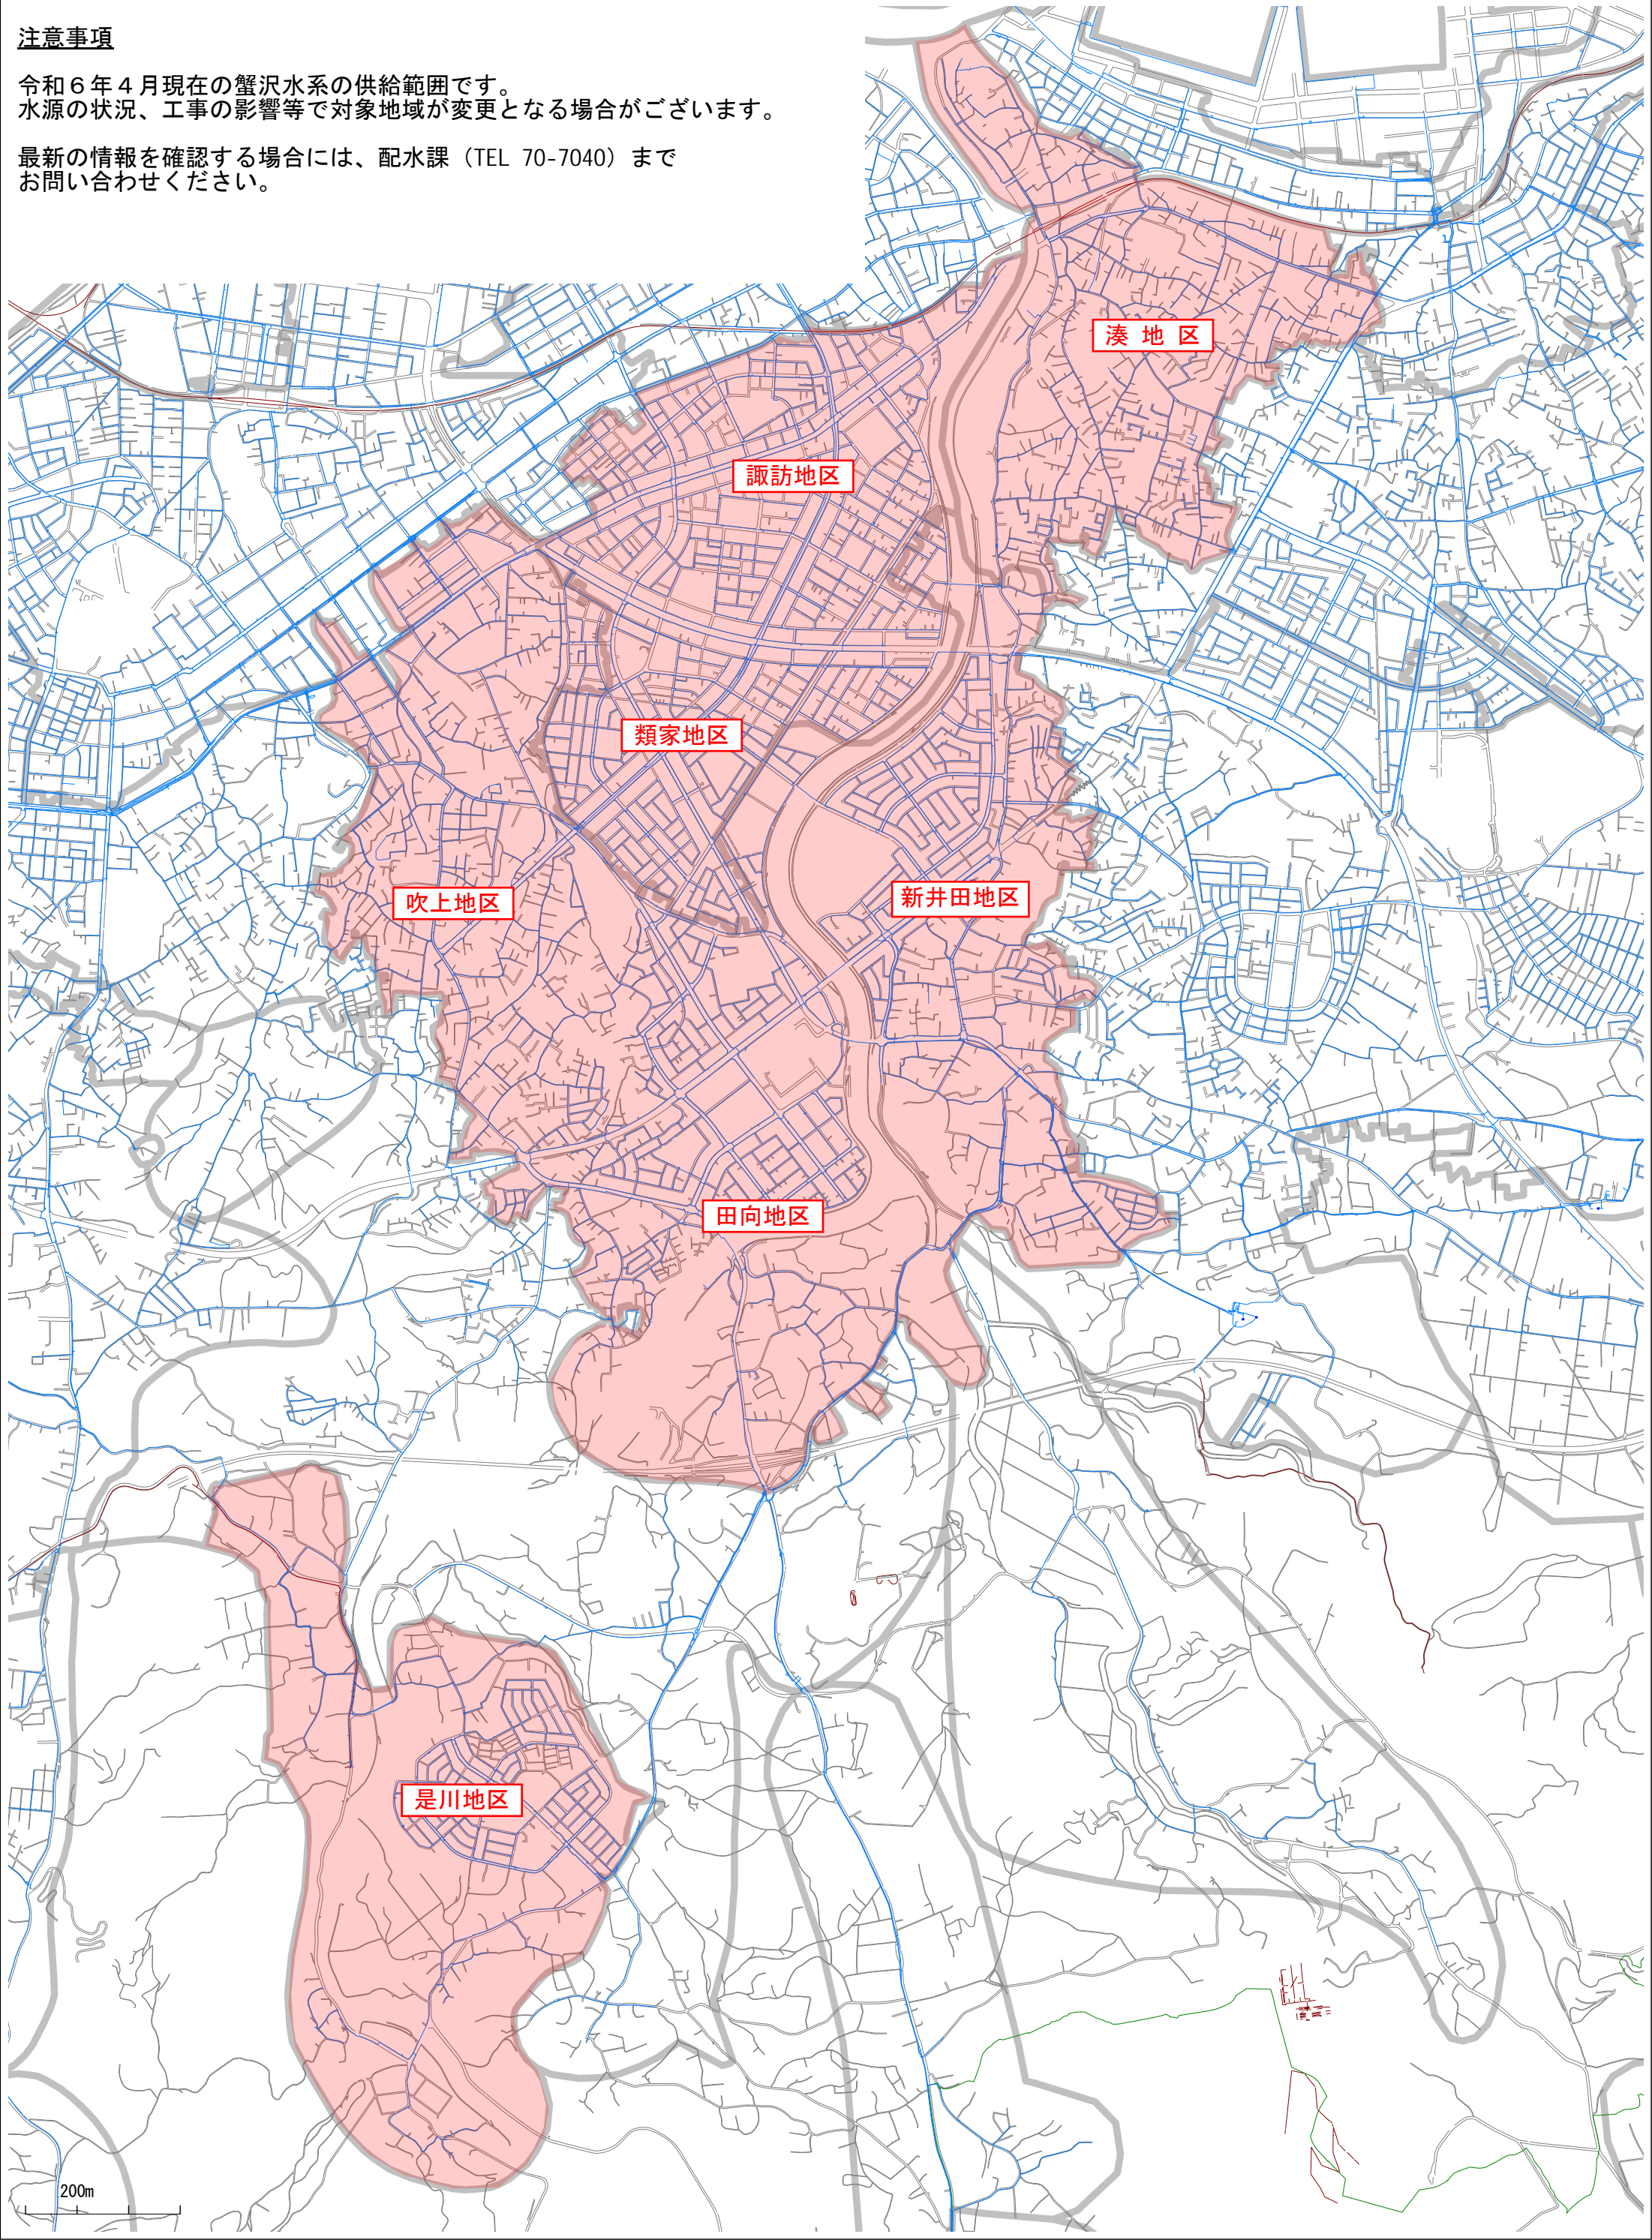 注意事項
令和６年４月現在の蟹沢水系の供給範囲です。
水源の状況、工事の影響等で対象地域が変更となる場合がございます。
最新の情報を確認する場合には、配水課（TEL 70-7040）まで
お問い合わせください。
湊 地 区
諏訪地区
類家地区
吹上地区
新井田地区
田向地区
是川地区
200m